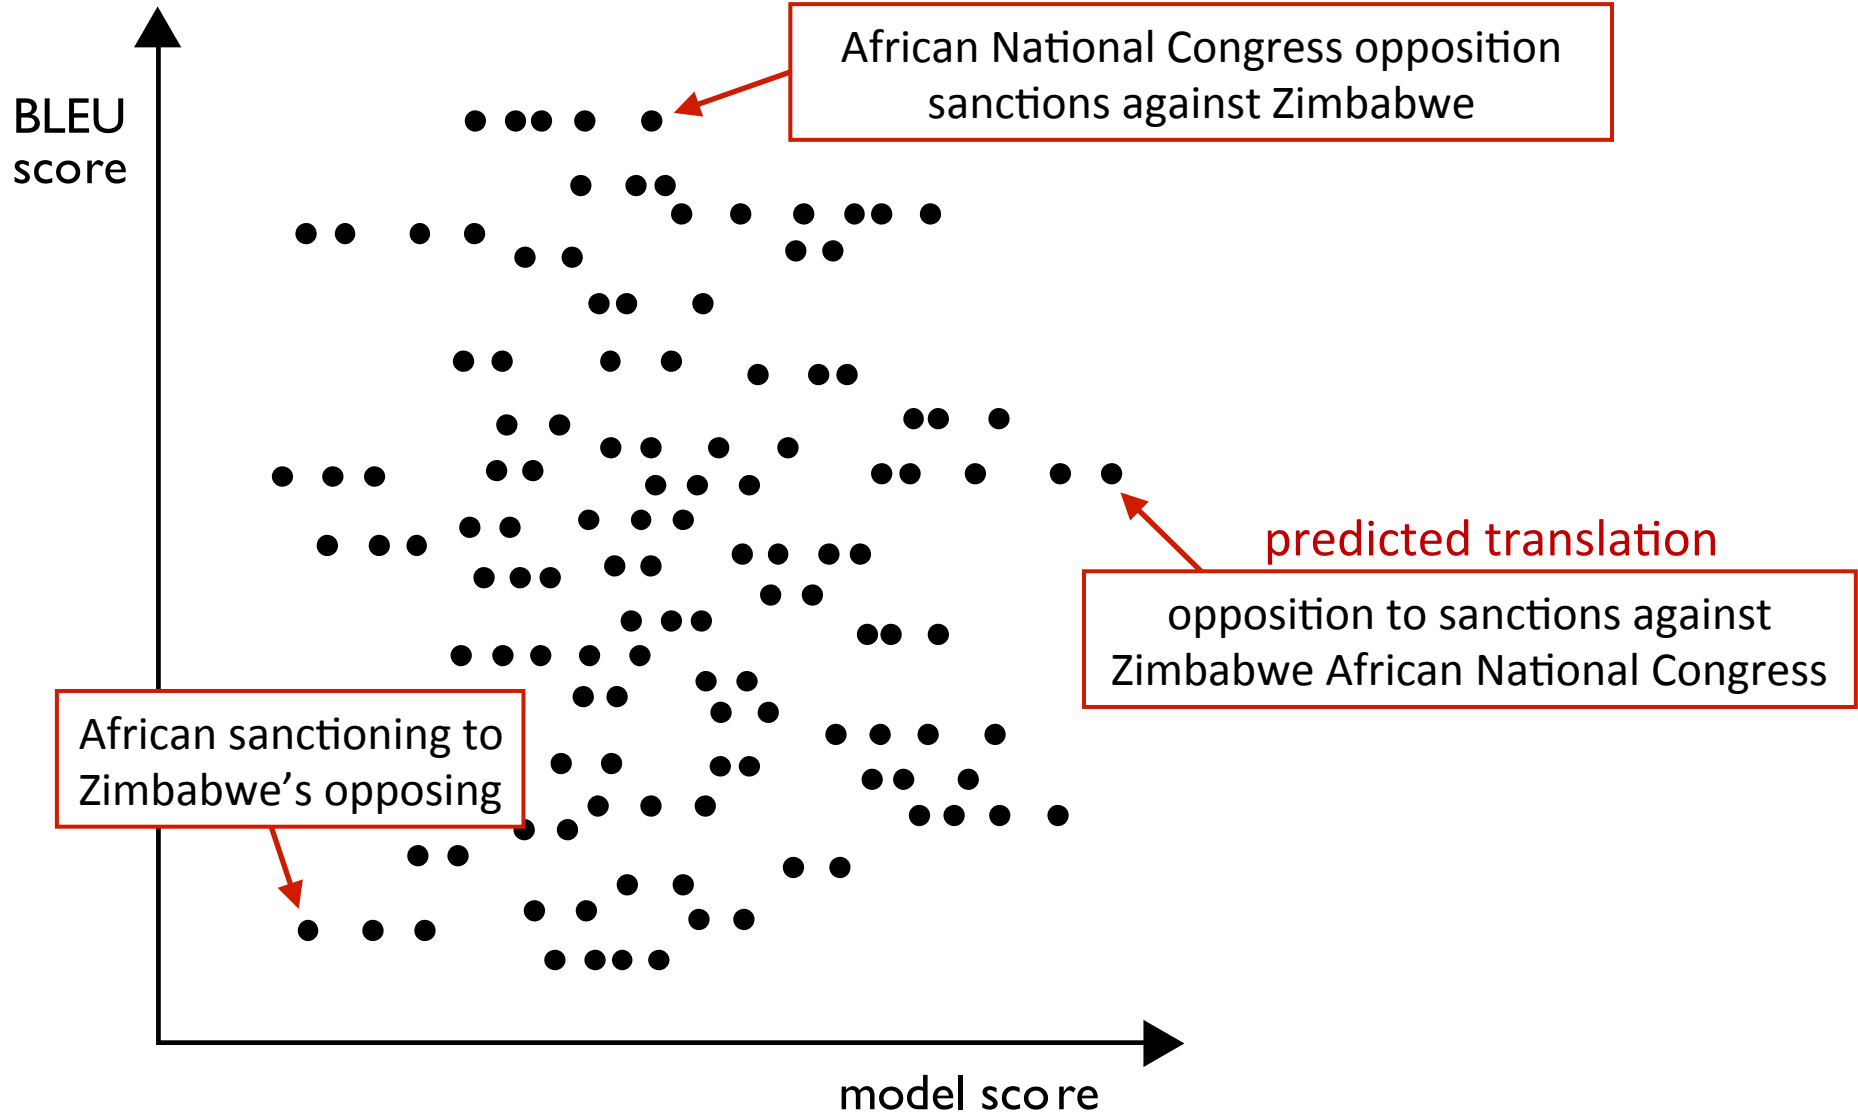 African National Congress opposition
sanctions against Zimbabwe
BLEU
score
predicted translation
opposition to sanctions against
Zimbabwe African National Congress
African sanctioning to
Zimbabwe’s opposing
model score